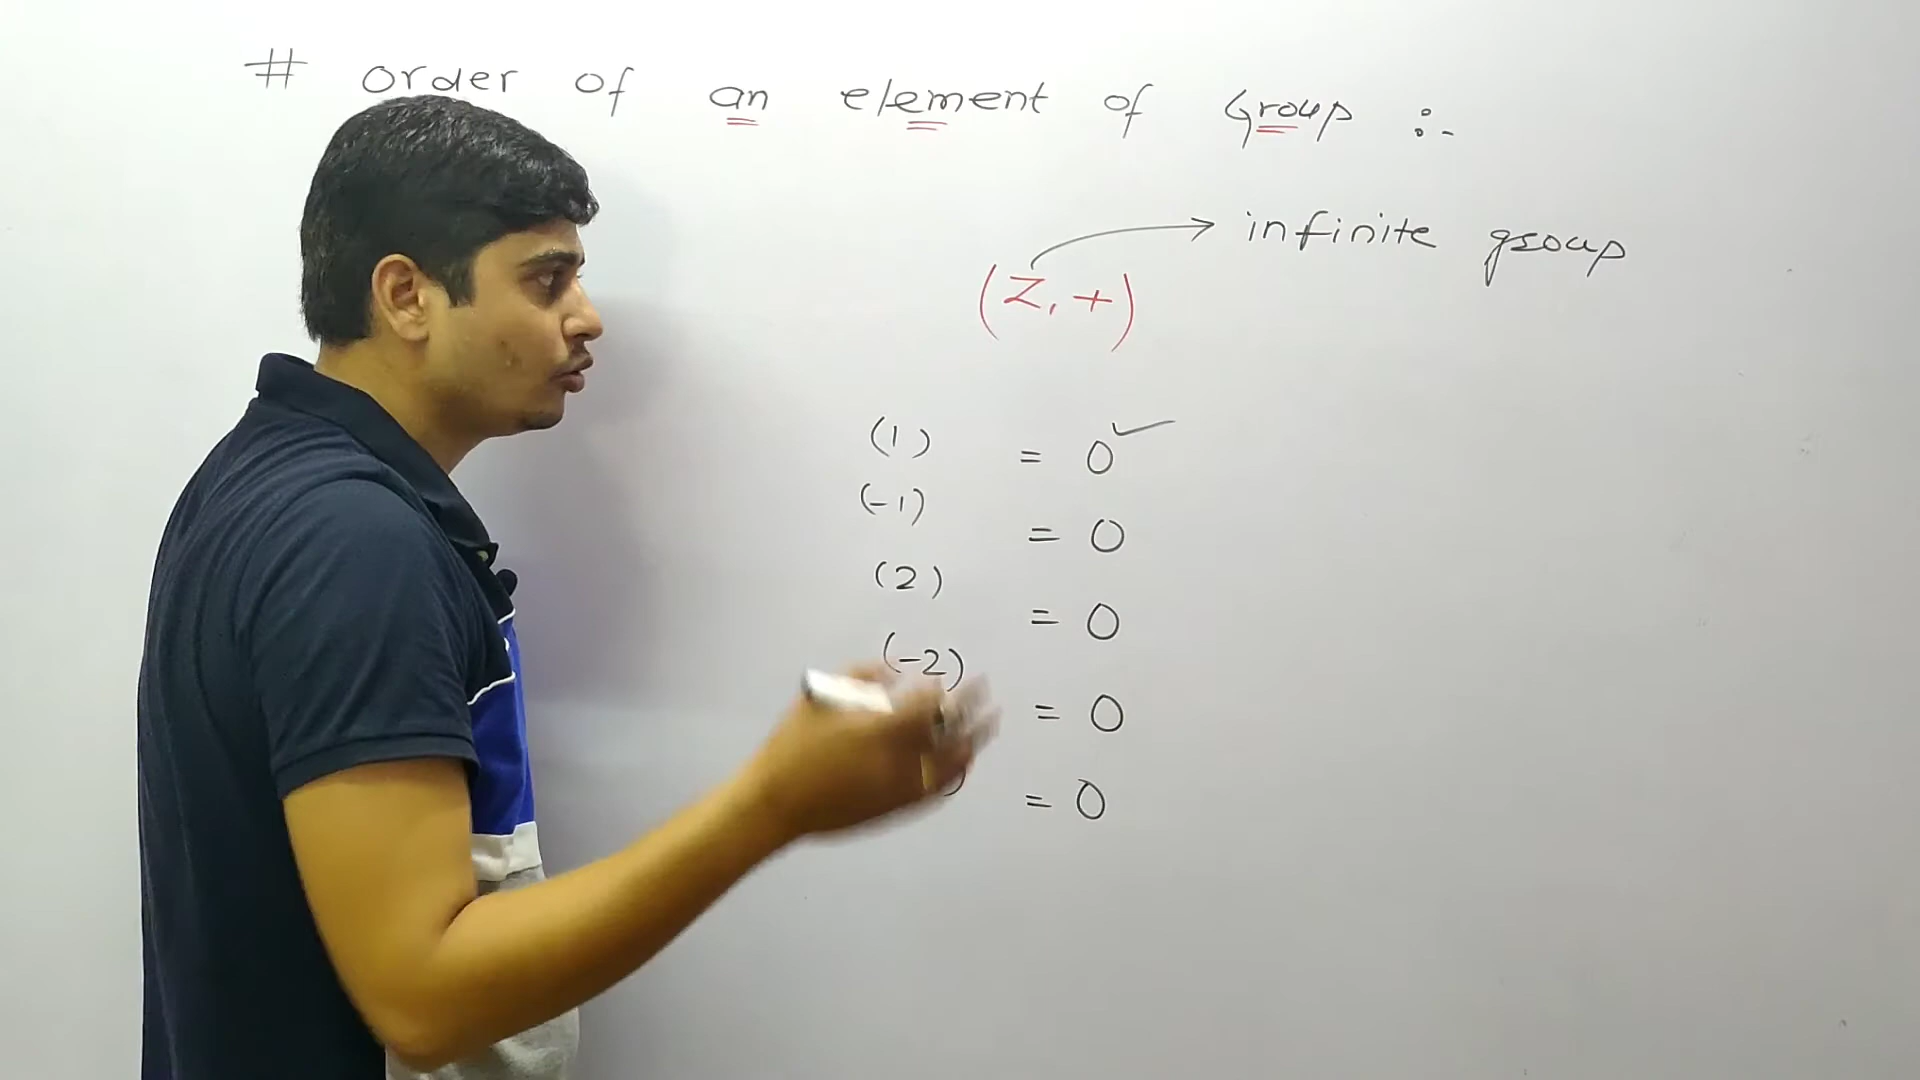 # Order of an element of Group :-
infinite group
(Z, +)
(1) = 0
(-1) = 0
(2) = 0
(-2) = 0
) = 0